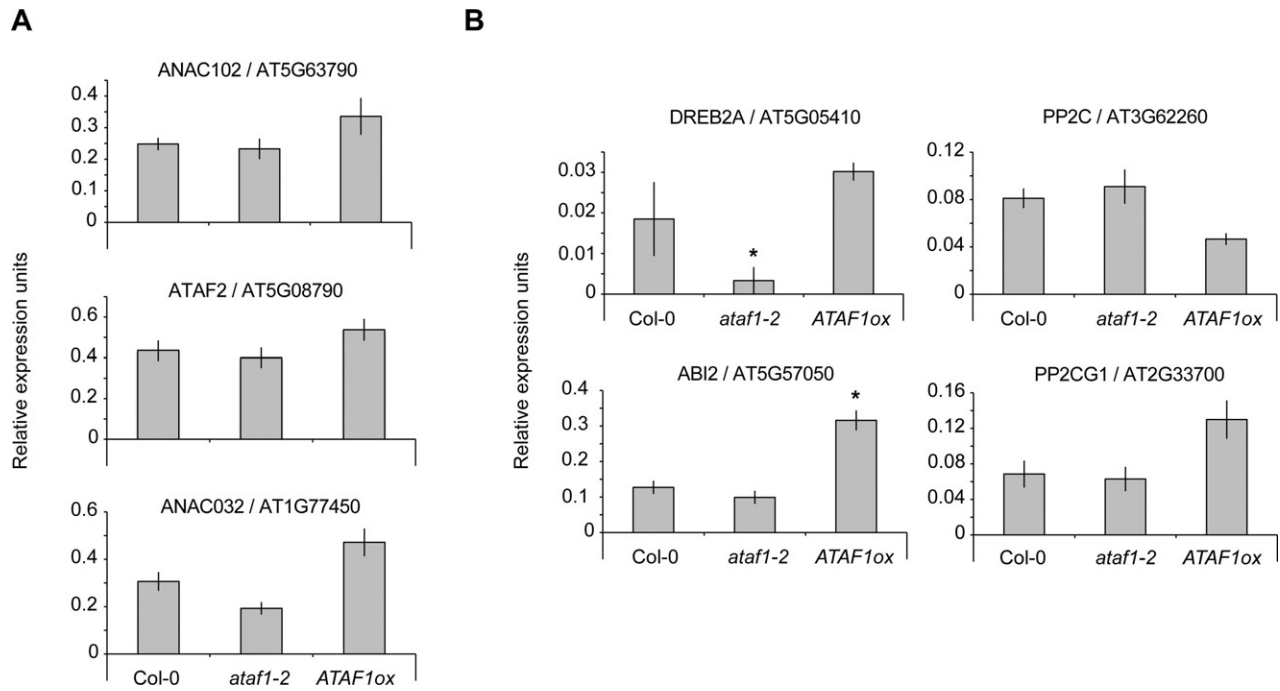 A
ANAC102 / AT5G63790
0.4
0.3
0.2
0.1
0
ATAF2 / AT5G08790
0.6
0.4
0.2
0
ANAC032 / AT1G77450
0.6
0.4
0.2
0
Relative expression units
Col-0 ataf1-2 ATAF1ox
B
DREB2A / AT5G05410
0.03
0.02
0.01
0
*
Col-0 ataf1-2 ATAF1ox
PP2C / AT3G62260
0.12
0.08
0.04
0
Col-0 ataf1-2 ATAF1ox
Relative expression units
ABI2 / AT5G57050
0.4
0.3
0.2
0.1
0
*
Col-0 ataf1-2 ATAF1ox
PP2CG1 / AT2G33700
0.16
0.12
0.08
0.04
0
Col-0 ataf1-2 ATAF1ox